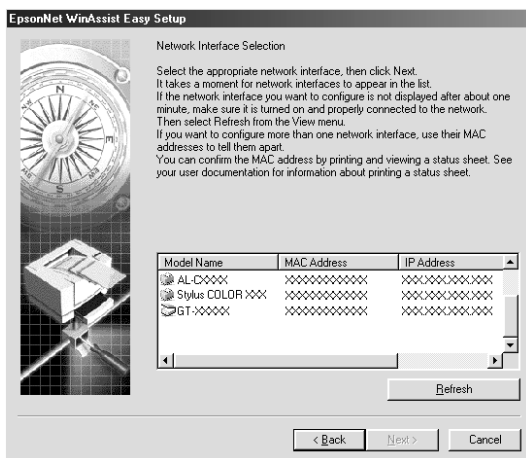 EpsonNet WinAssist Easy Setup
Network Interface Selection
Select the appropriate network interface, then click Next.
It takes a moment for network interfaces to appear in the list.
If the network interface you want to configure is not displayed after about one
minute, make sure it is turned on and properly connected to the network.
Then select Refresh from the View menu.
If you want to configure more than one network interface, use their MAC
addresses to tell them apart.
You can confirm the MAC address by printing and viewing a status sheet. See
your user documentation for information about printing a status sheet.
Model Name MAC Address IP Address
AL-CXXXX XXXXXXXXXXXX XXX.XXX.XXX.XXX
Stylus COLOR XXX XXXXXXXXXXXX XXX.XXX.XXX.XXX
GT-XXXXX XXXXXXXXXXXX XXX.XXX.XXX.XXX
Refresh
< Back Next > Cancel
N
E
S